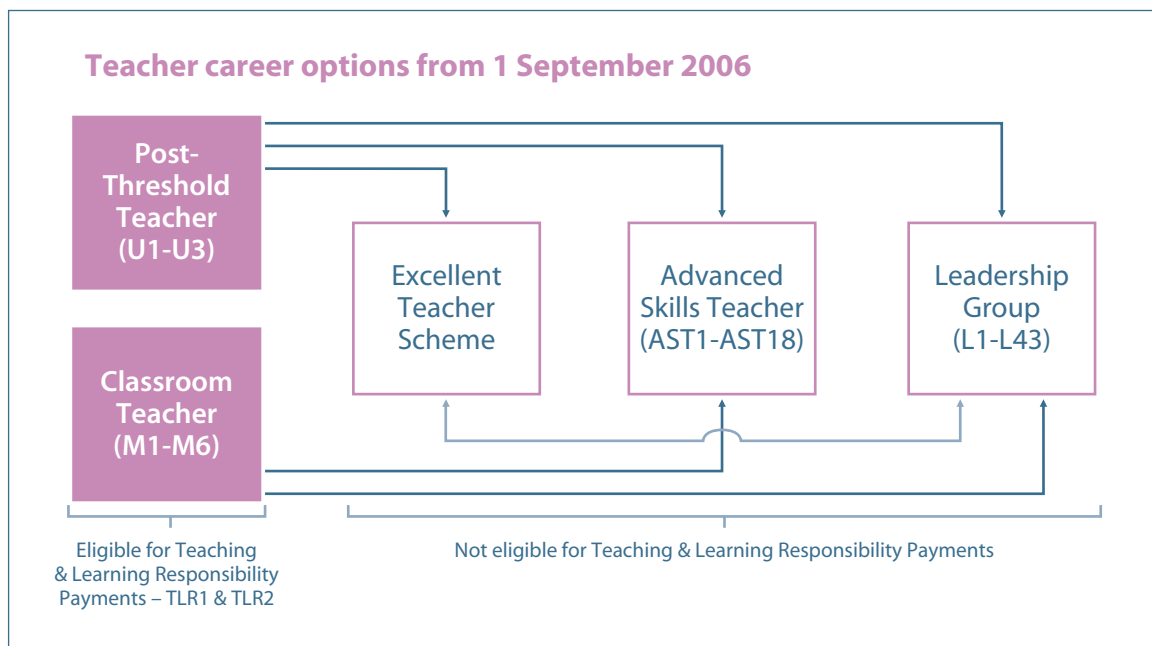 Teacher career options from 1 September 2006
Post-
Threshold
Teacher
(U1-U3)
Excellent
Teacher
Scheme
Advanced
Skills Teacher
(AST1-AST18)
Leadership
Group
(L1-L43)
Classroom
Teacher
(M1-M6)
Eligible for Teaching
& Learning Responsibility
Payments – TLR1 & TLR2
Not eligible for Teaching & Learning Responsibility Payments